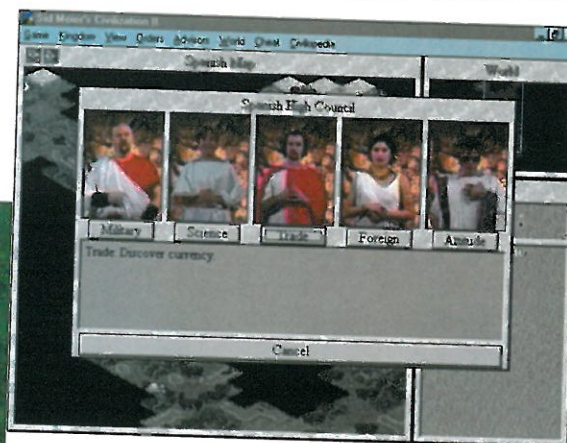 Sid Meier's Civilization II
Game Kingdom View Orders Advisors World Cheat Civilopedia
Spanish Map
World
Spanish High Council
Military Science Trade Foreign Attitude
Trade: Discover currency.
Cancel